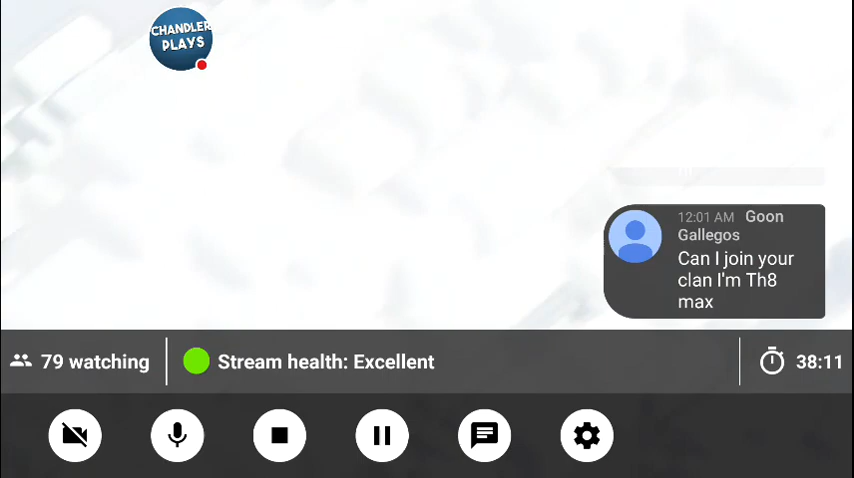 CHANDLER
PLAYS
12:01 AM Goon
Gallegos
Can I join your
clan I'm Th8
max
79 watching
Stream health: Excellent
38:11